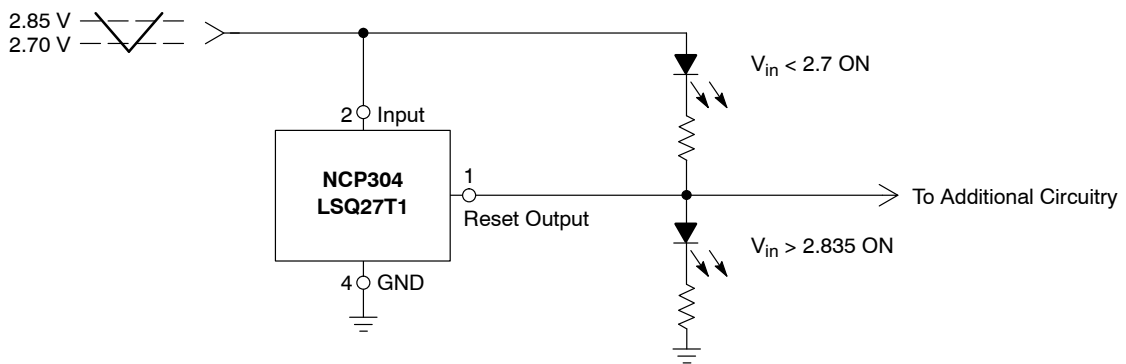 2.85 V
2.70 V
V_in < 2.7 ON
2 Input
NCP304
LSQ27T1
1
Reset Output
To Additional Circuitry
V_in > 2.835 ON
4 GND